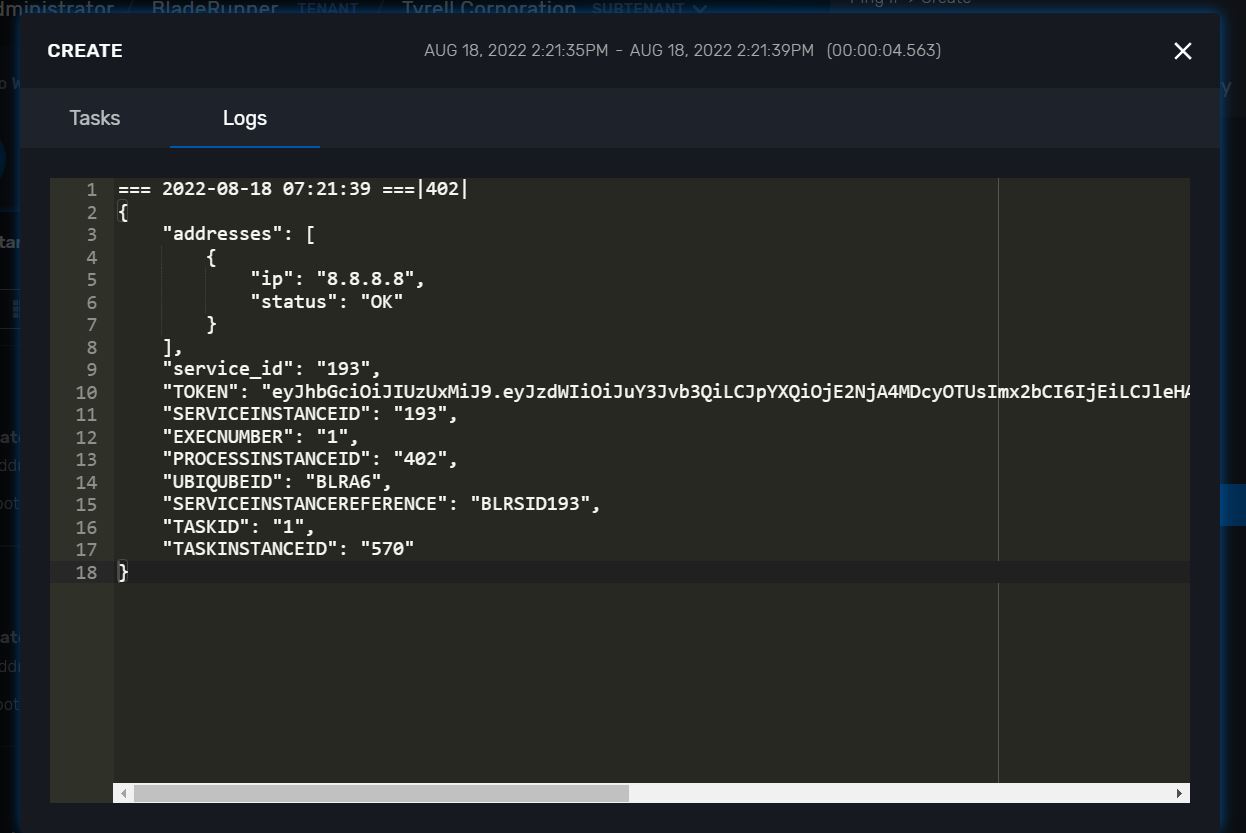 dministrator / BladeRunner TENANT / Tyrell Corporation SUBTENANT
CREATE
AUG 18, 2022 2:21:35PM - AUG 18, 2022 2:21:39PM (00:00:04.563)
Tasks
Logs
1 === 2022-08-18 07:21:39 ===|402|
2 {
3 "addresses": [
4 {
5 "ip": "8.8.8.8",
6 "status": "OK"
7 }
8 ],
9 "service_id": "193",
10 "TOKEN": "eyJhbGciOiJIUzUxMiJ9.eyJzdWIiOiJuY3Jvb3QiLCJpYXQiOjE2NjA4MDcyOTUsImx2bCI6IjEiLCJleHA
11 "SERVICEINSTANCEID": "193",
12 "EXECNUMBER": "1",
13 "PROCESSINSTANCEID": "402",
14 "UBIQUBEID": "BLRA6",
15 "SERVICEINSTANCEREFERENCE": "BLRSID193",
16 "TASKID": "1",
17 "TASKINSTANCEID": "570"
18 }